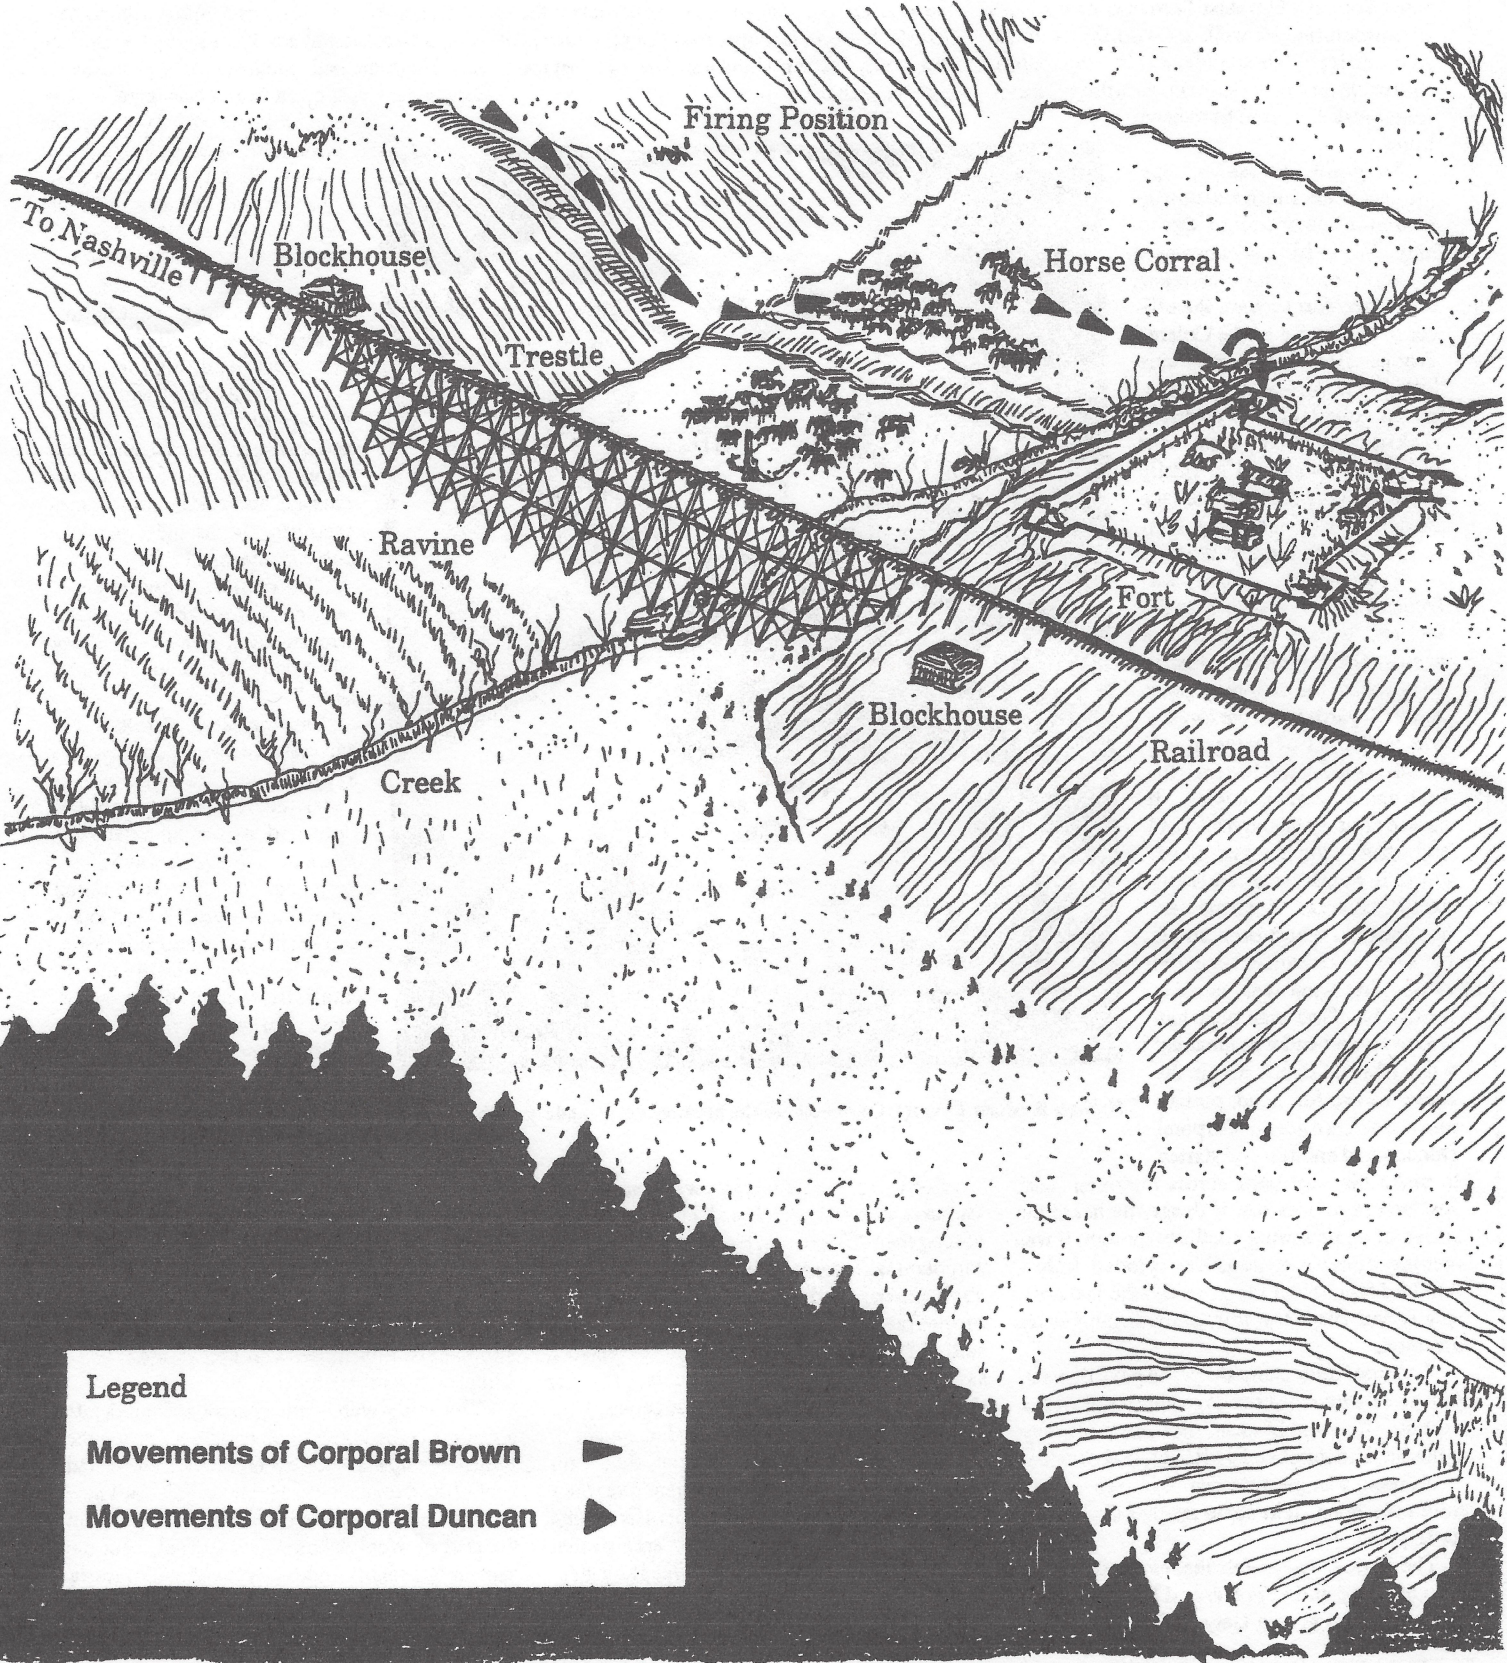 Firing Position
To Nashville
Blockhouse
Horse Corral
Trestle
Ravine
Fort
Blockhouse
Railroad
Creek
Legend
Movements of Corporal Brown
Movements of Corporal Duncan